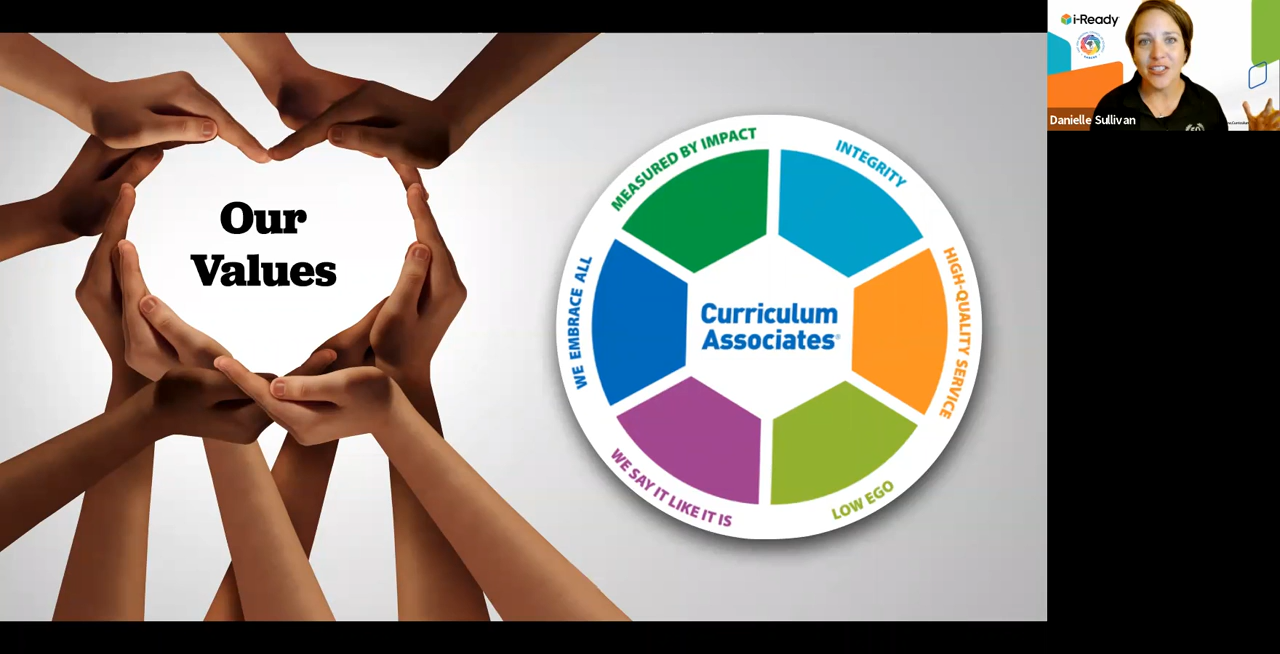 Our
Values
MEASURED BY IMPACT
INTEGRITY
HIGH-QUALITY SERVICE
LOW EGO
WE SAY IT LIKE IT IS
WE EMBRACE ALL
Curriculum
Associates®
i-Ready
Danielle Sullivan